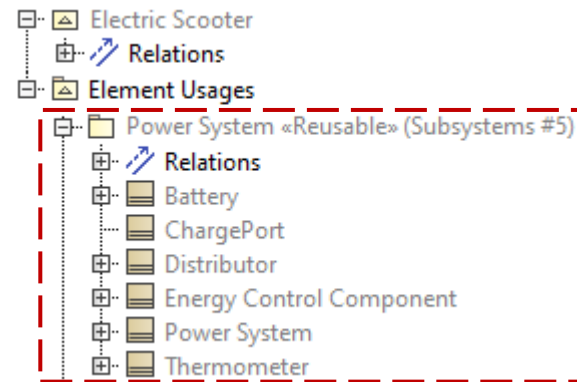 Electric Scooter
Relations
Element Usages
Power System «Reusable» (Subsystems #5)
Relations
Battery
ChargePort
Distributor
Energy Control Component
Power System
Thermometer